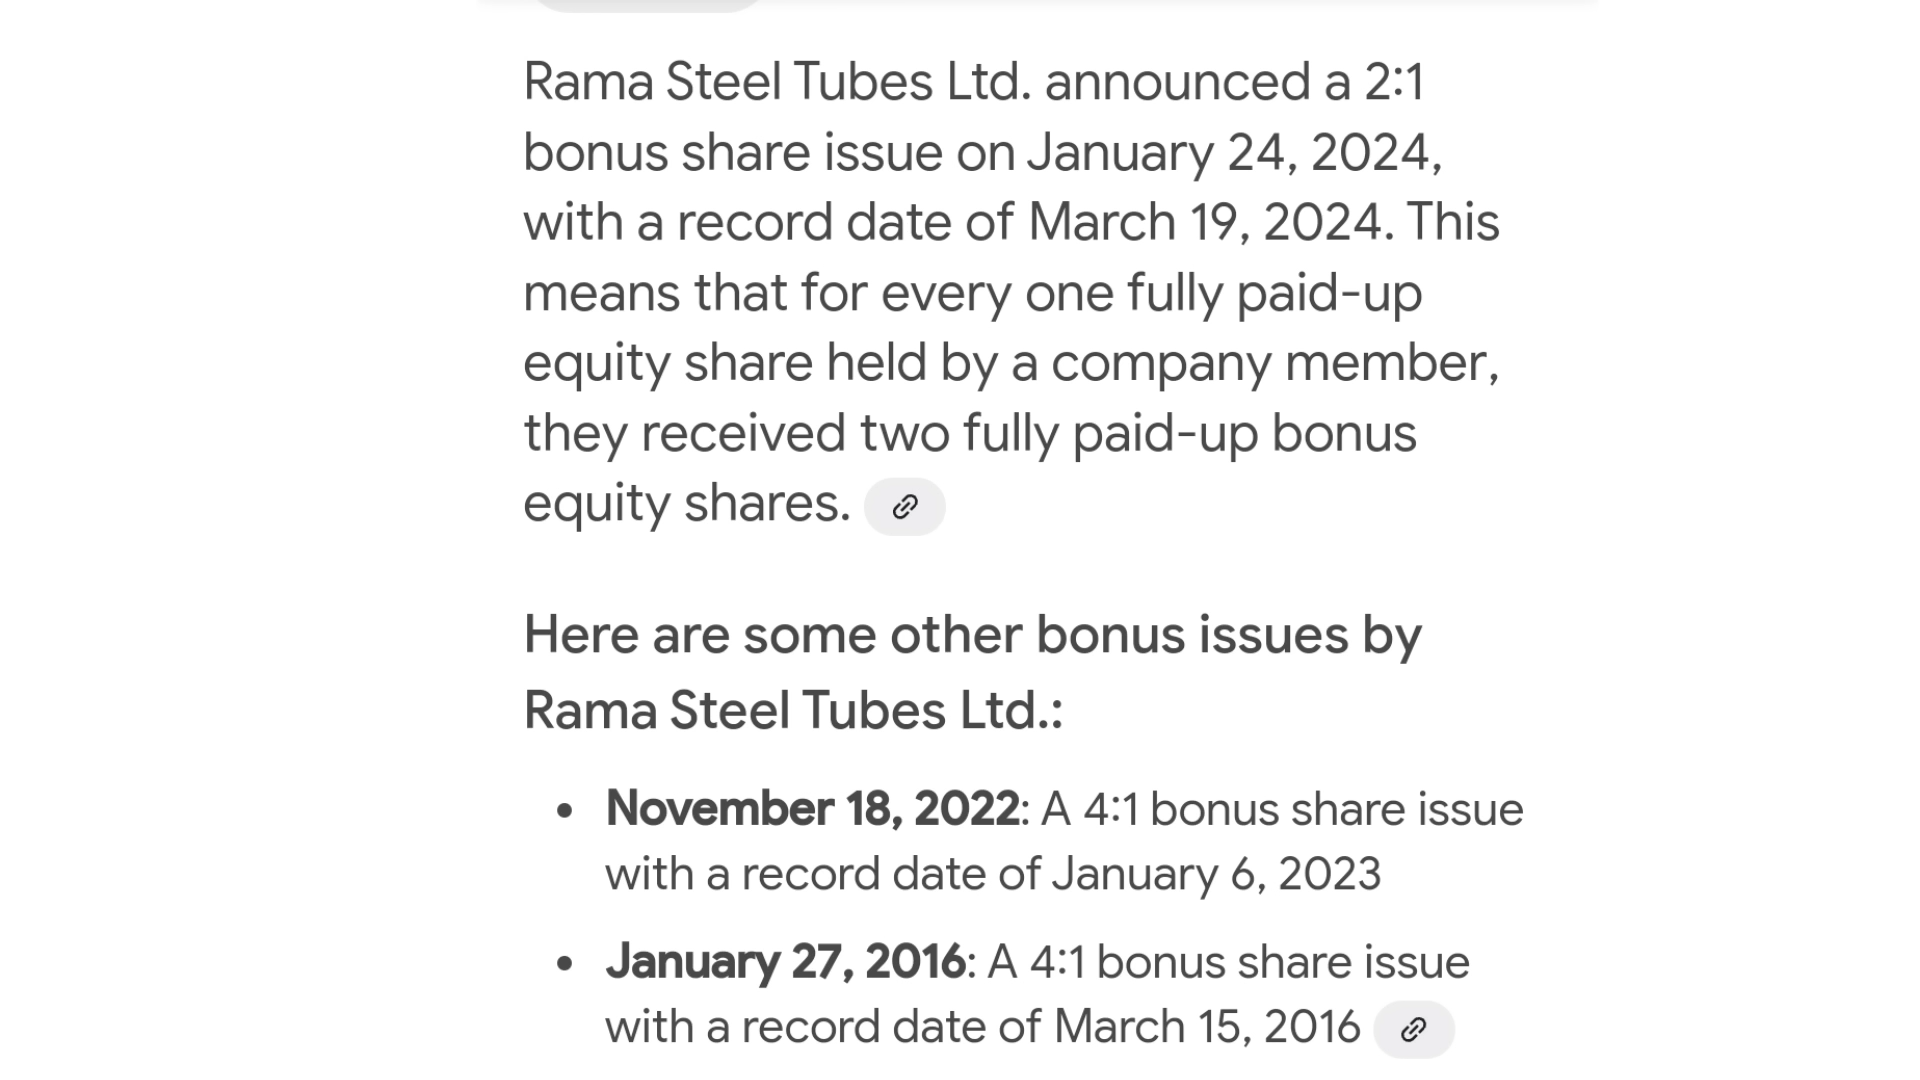 Rama Steel Tubes Ltd. announced a 2:1
bonus share issue on January 24, 2024,
with a record date of March 19, 2024. This
means that for every one fully paid-up
equity share held by a company member,
they received two fully paid-up bonus
equity shares.
Here are some other bonus issues by
Rama Steel Tubes Ltd.:
• November 18, 2022: A 4:1 bonus share issue
with a record date of January 6, 2023
• January 27, 2016: A 4:1 bonus share issue
with a record date of March 15, 2016